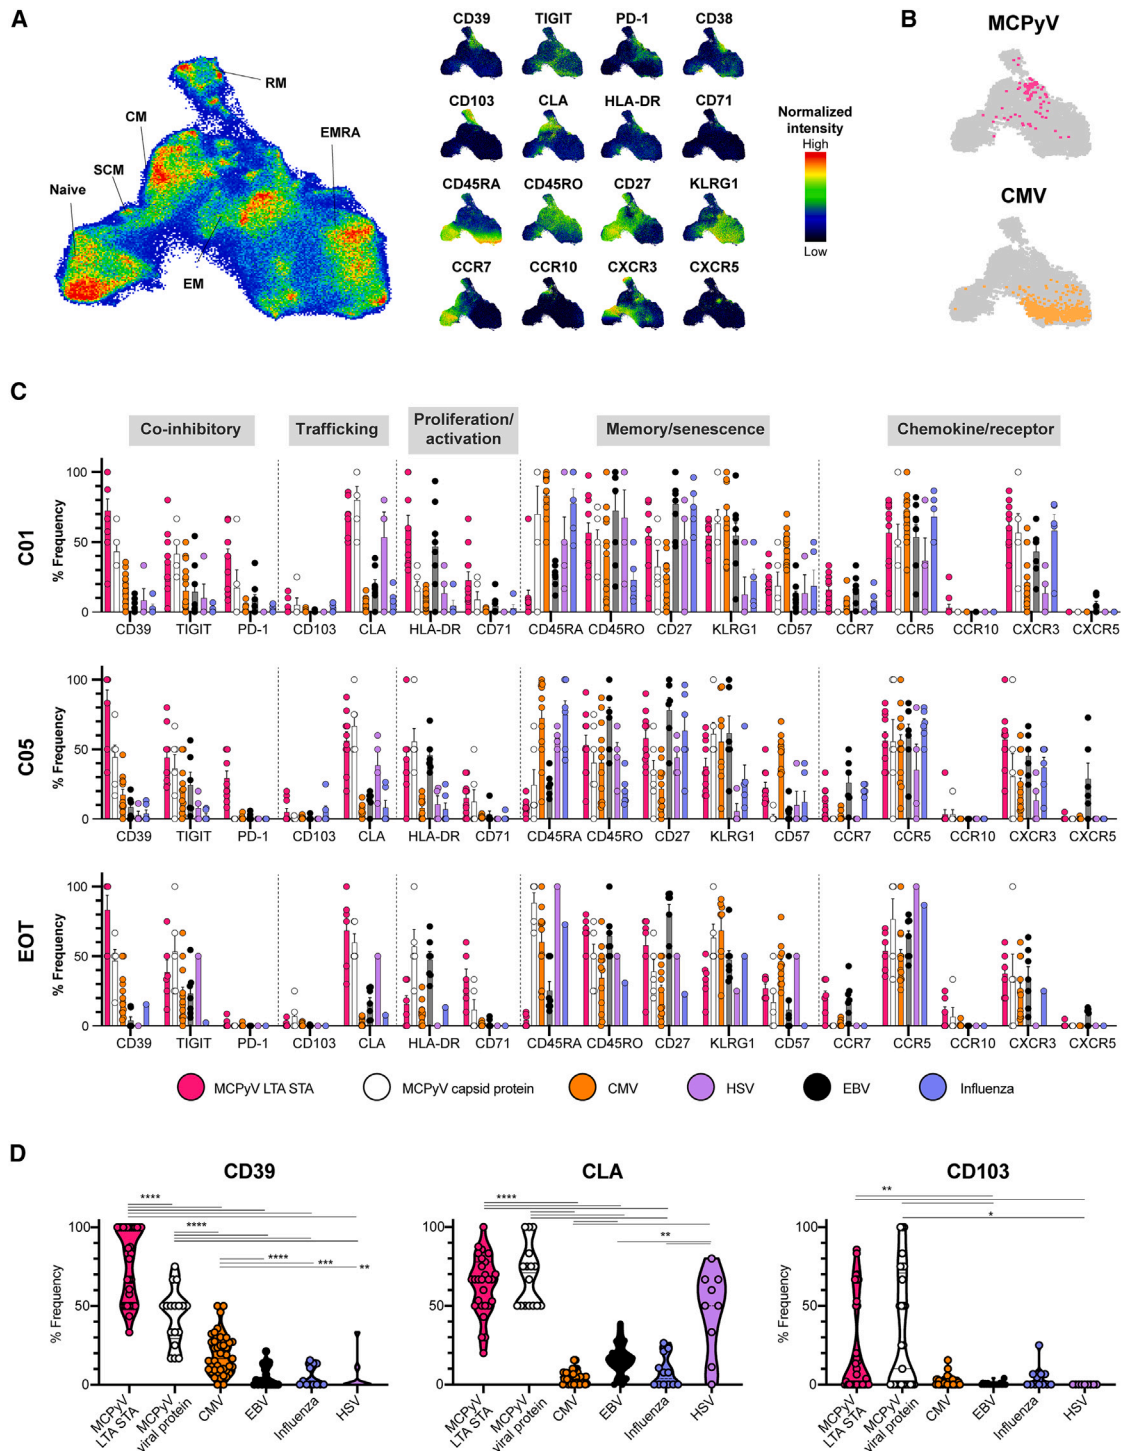 A
RM
CM
EMRA
SCM
Naive
EM
CD39 TIGIT PD-1 CD38
CD103 CLA HLA-DR CD71
CD45RA CD45RO CD27 KLRG1
CCR7 CCR10 CXCR3 CXCR5
Normalized
intensity
High
Low
B
MCPyV
CMV
C
Co-inhibitory Trafficking Proliferation/
activation Memory/senescence Chemokine/receptor
C01
% Frequency
100
50
0
CD39 TIGIT PD-1 CD103 CLA HLA-DR CD71 CD45RA CD45RO CD27 KLRG1 CD57 CCR7 CCR5 CCR10 CXCR3 CXCR5
C05
% Frequency
100
50
0
CD39 TIGIT PD-1 CD103 CLA HLA-DR CD71 CD45RA CD45RO CD27 KLRG1 CD57 CCR7 CCR5 CCR10 CXCR3 CXCR5
EOT
% Frequency
100
50
0
CD39 TIGIT PD-1 CD103 CLA HLA-DR CD71 CD45RA CD45RO CD27 KLRG1 CD57 CCR7 CCR5 CCR10 CXCR3 CXCR5
MCPyV LTA STA MCPyV capsid protein CMV HSV EBV Influenza
D
CD39
% Frequency
100
50
0
****
****
****
***
**
MCPyV
LTA STA
MCPyV
viral protein
CMV
EBV
Influenza
HSV
CLA
% Frequency
100
50
0
****
**
MCPyV
LTA STA
MCPyV
viral protein
CMV
EBV
Influenza
HSV
CD103
% Frequency
100
50
0
**
*
MCPyV
LTA STA
MCPyV
viral protein
CMV
EBV
Influenza
HSV